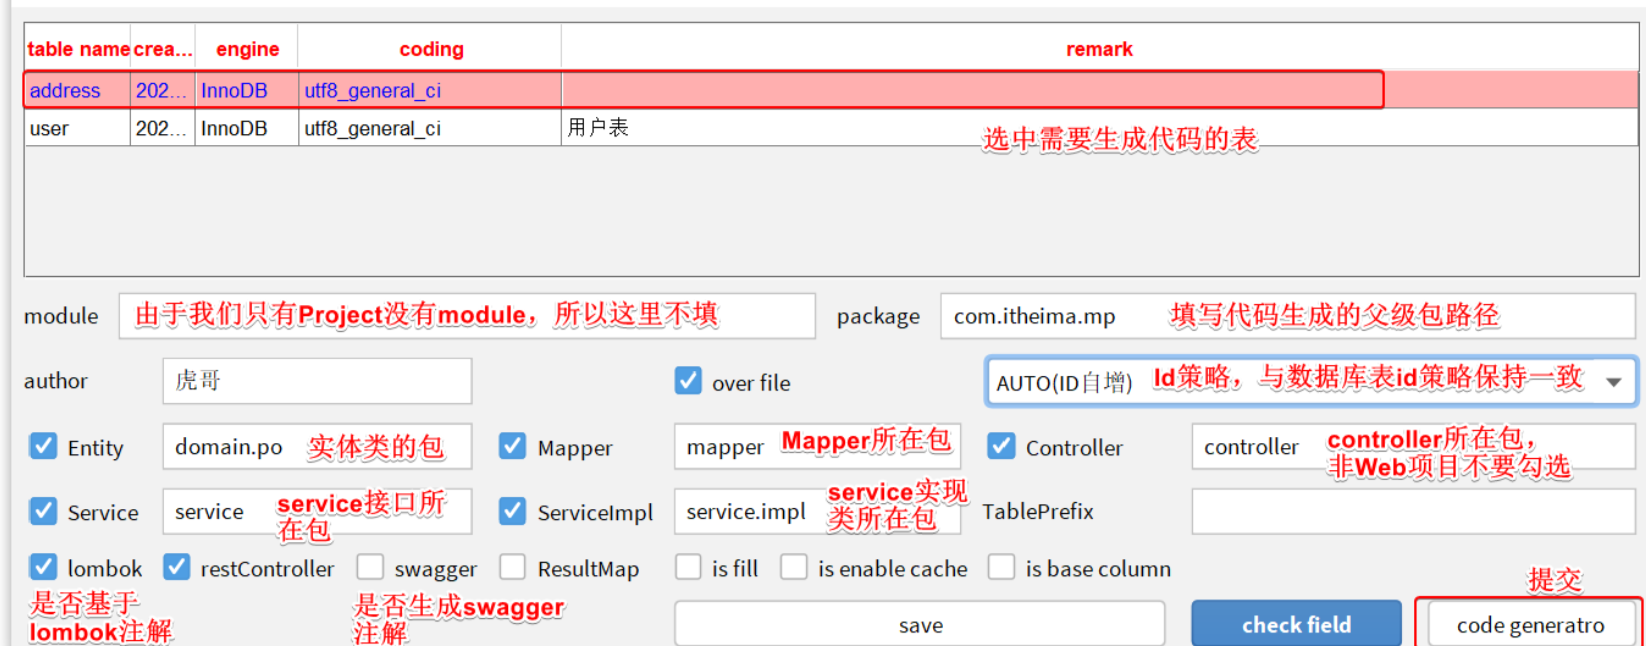 table name crea... engine coding remark
address 202... InnoDB utf8_general_ci
user 202... InnoDB utf8_general_ci 用户表
选中需要生成代码的表
module 由于我们只有Project没有module，所以这里不填 package com.itheima.mp 填写代码生成的父级包路径
author 虎哥 over file AUTO(ID自增) Id策略，与数据库表id策略保持一致
Entity domain.po 实体类的包 Mapper mapper Mapper所在包 Controller controller controller所在包，
非Web项目不要勾选
Service service service接口所
在包 ServiceImpl service.impl service实现
类所在包 TablePrefix
lombok restController swagger ResultMap is fill is enable cache is base column
是否基于
lombok注解
是否生成swagger
注解
提交
save check field code generatro